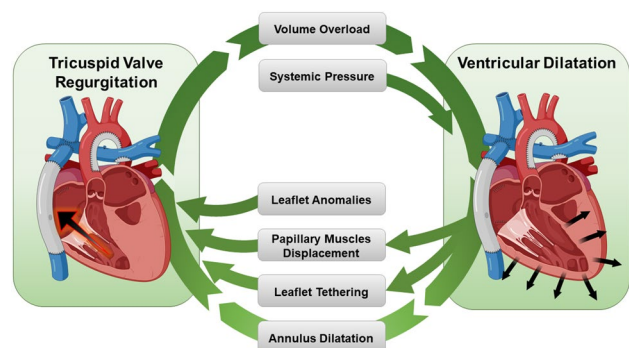 Volume Overload
Tricuspid Valve
Regurgitation
Systemic Pressure
Ventricular Dilatation
Leaflet Anomalies
Papillary Muscles
Displacement
Leaflet Tethering
Annulus Dilatation